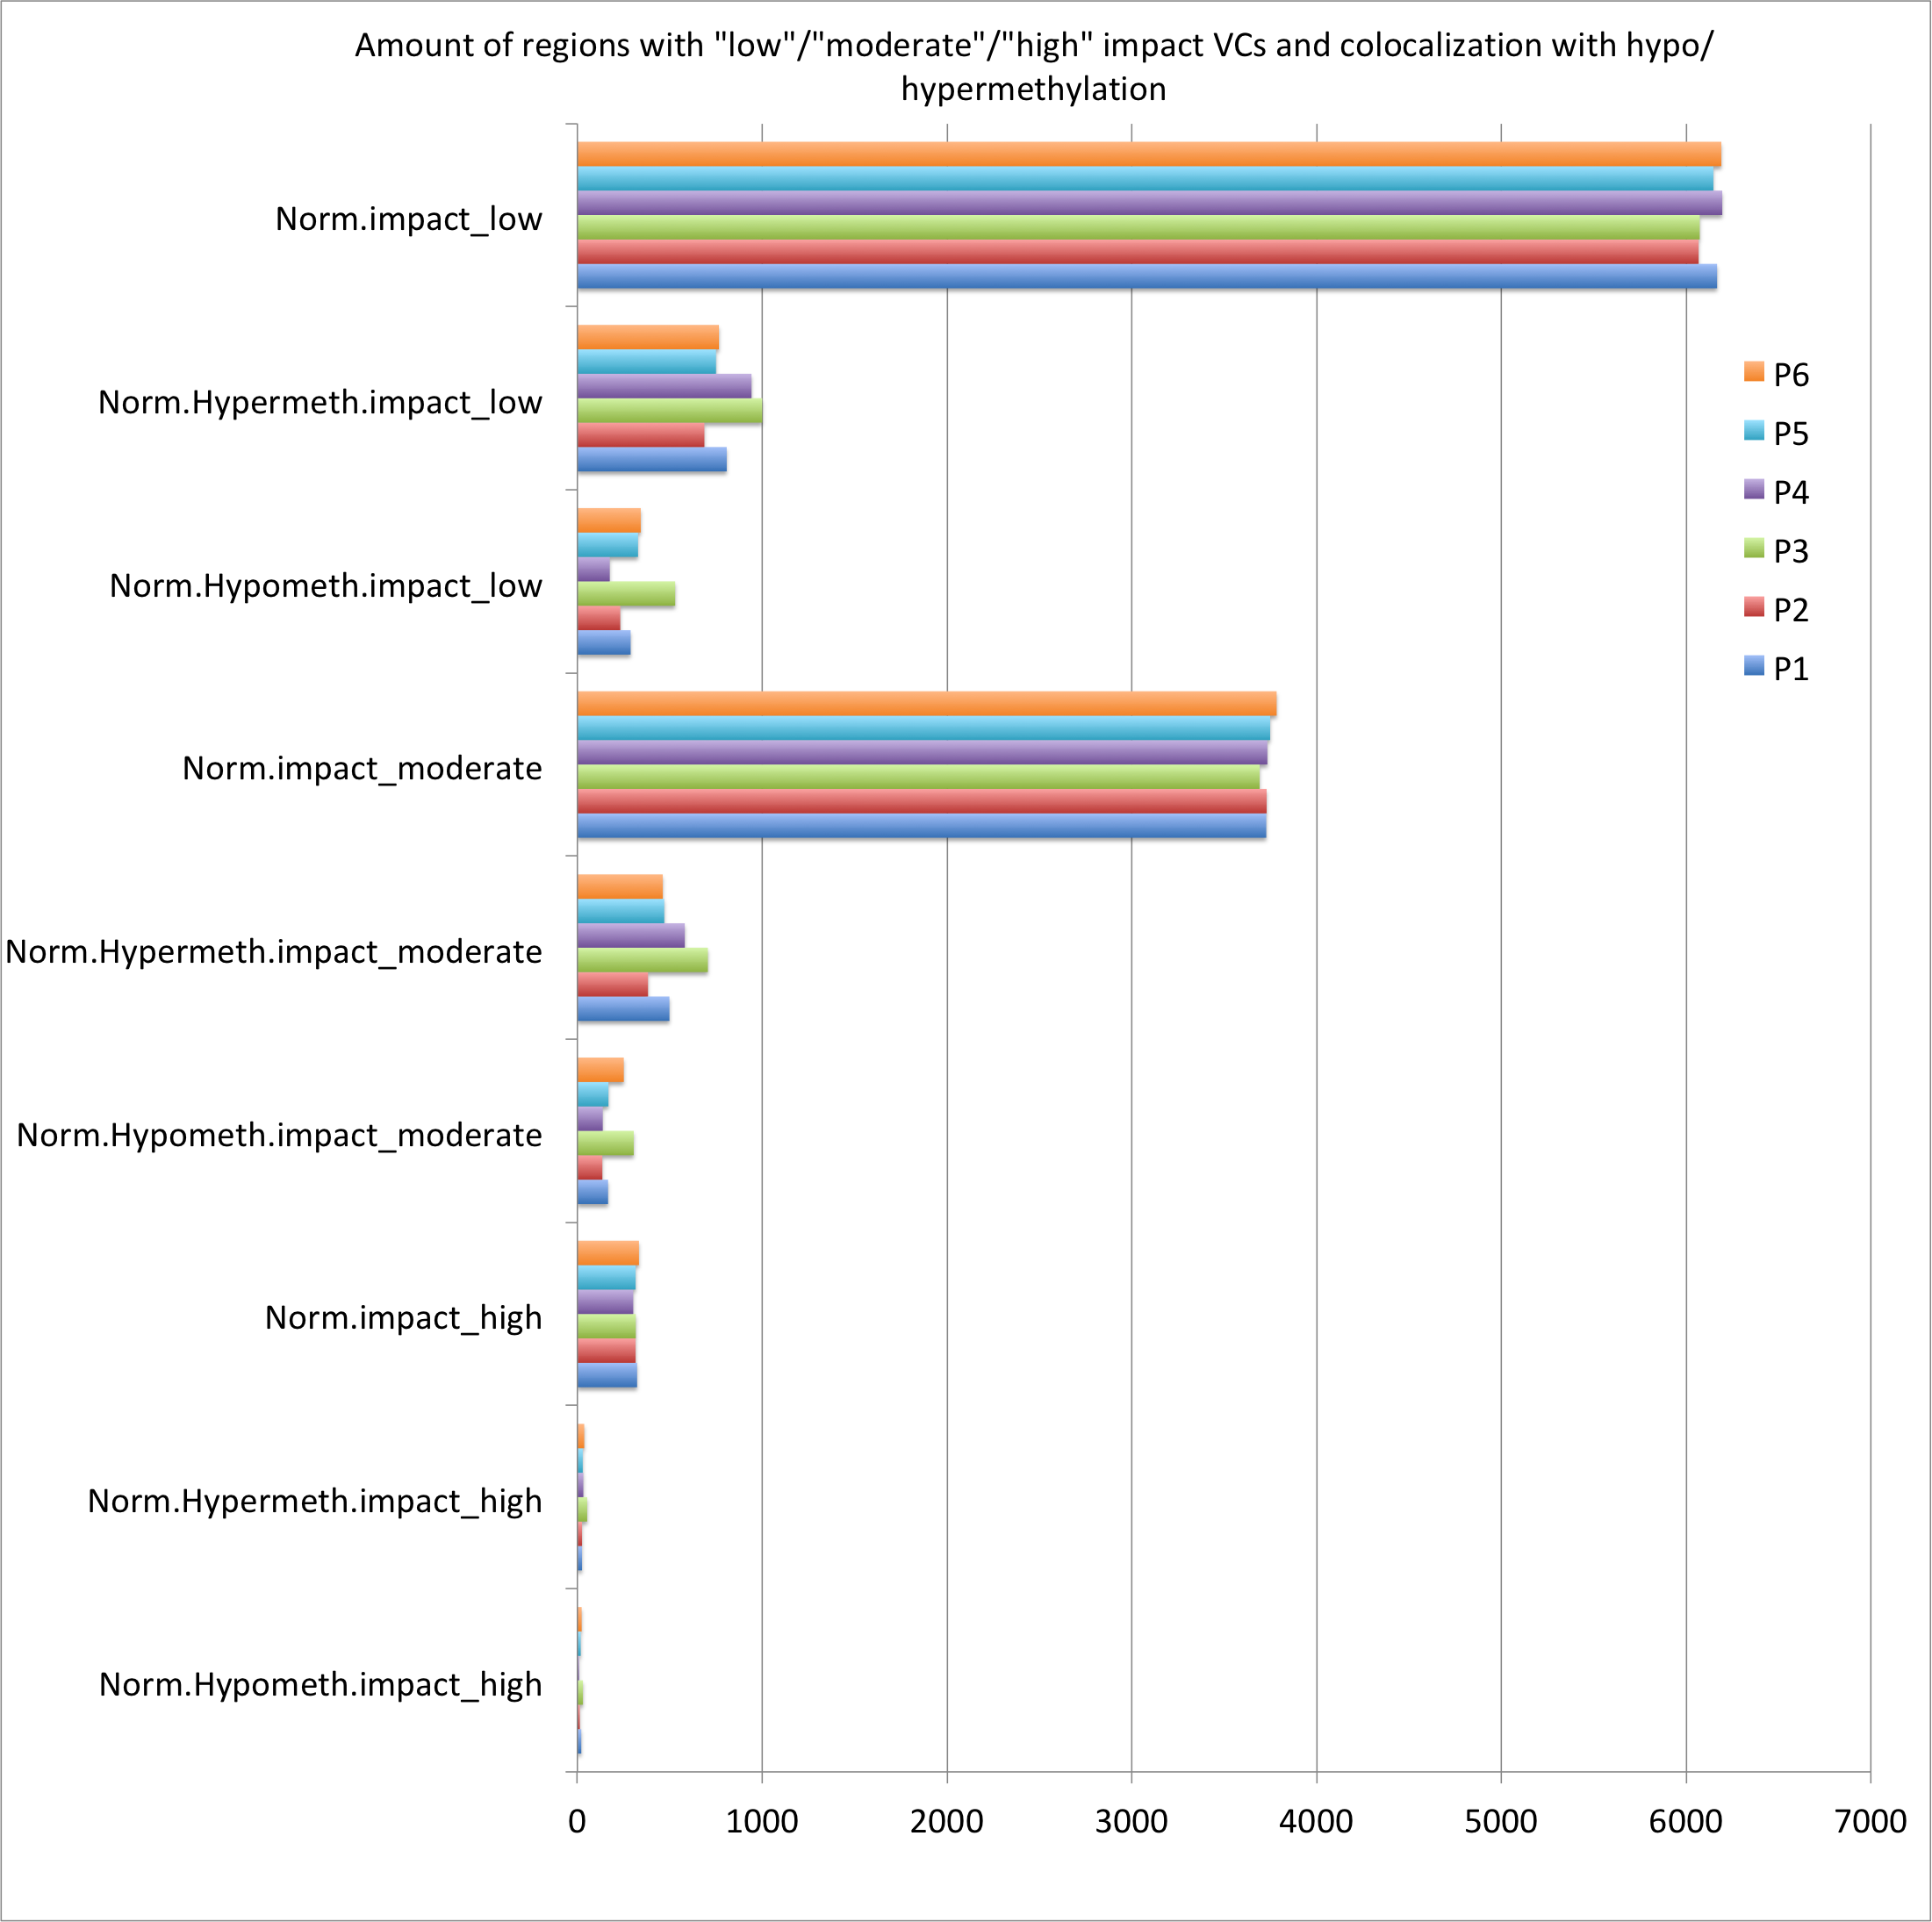 Amount of regions with "low"/"moderate"/"high" impact VCs and colocalization with hypo/
hypermethylation
Norm.impact_low
Norm.Hypermeth.impact_low
Norm.Hypometh.impact_low
Norm.impact_moderate
Norm.Hypermeth.impact_moderate
Norm.Hypometh.impact_moderate
Norm.impact_high
Norm.Hypermeth.impact_high
Norm.Hypometh.impact_high
P6
P5
P4
P3
P2
P1
0 1000 2000 3000 4000 5000 6000 7000